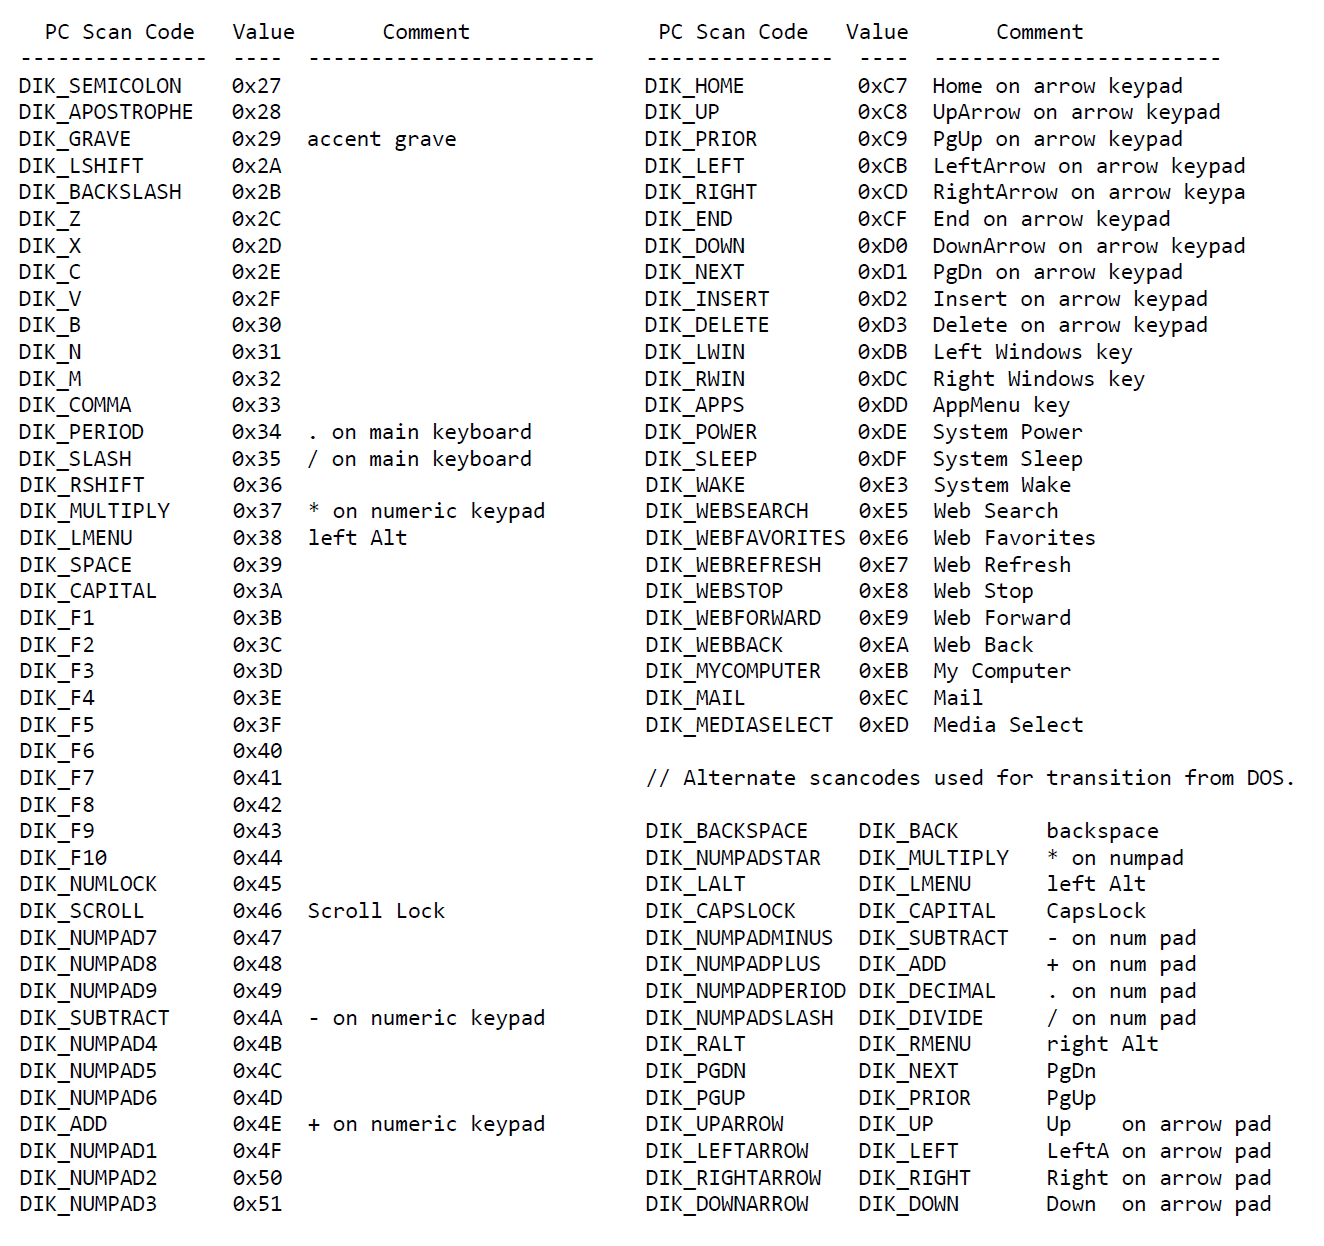 PC Scan Code Value Comment
--------------- ---- -----------------------
DIK_SEMICOLON 0x27
DIK_APOSTROPHE 0x28
DIK_GRAVE 0x29 accent grave
DIK_LSHIFT 0x2A
DIK_BACKSLASH 0x2B
DIK_Z 0x2C
DIK_X 0x2D
DIK_C 0x2E
DIK_V 0x2F
DIK_B 0x30
DIK_N 0x31
DIK_M 0x32
DIK_COMMA 0x33
DIK_PERIOD 0x34 . on main keyboard
DIK_SLASH 0x35 / on main keyboard
DIK_RSHIFT 0x36
DIK_MULTIPLY 0x37 * on numeric keypad
DIK_LMENU 0x38 left Alt
DIK_SPACE 0x39
DIK_CAPITAL 0x3A
DIK_F1 0x3B
DIK_F2 0x3C
DIK_F3 0x3D
DIK_F4 0x3E
DIK_F5 0x3F
DIK_F6 0x40
DIK_F7 0x41
DIK_F8 0x42
DIK_F9 0x43
DIK_F10 0x44
DIK_NUMLOCK 0x45
DIK_SCROLL 0x46 Scroll Lock
DIK_NUMPAD7 0x47
DIK_NUMPAD8 0x48
DIK_NUMPAD9 0x49
DIK_SUBTRACT 0x4A - on numeric keypad
DIK_NUMPAD4 0x4B
DIK_NUMPAD5 0x4C
DIK_NUMPAD6 0x4D
DIK_ADD 0x4E + on numeric keypad
DIK_NUMPAD1 0x4F
DIK_NUMPAD2 0x50
DIK_NUMPAD3 0x51
PC Scan Code Value Comment
--------------- ---- -----------------------
DIK_HOME 0xC7 Home on arrow keypad
DIK_UP 0xC8 UpArrow on arrow keypad
DIK_PRIOR 0xC9 PgUp on arrow keypad
DIK_LEFT 0xCB LeftArrow on arrow keypad
DIK_RIGHT 0xCD RightArrow on arrow keypa
DIK_END 0xCF End on arrow keypad
DIK_DOWN 0xD0 DownArrow on arrow keypad
DIK_NEXT 0xD1 PgDn on arrow keypad
DIK_INSERT 0xD2 Insert on arrow keypad
DIK_DELETE 0xD3 Delete on arrow keypad
DIK_LWIN 0xDB Left Windows key
DIK_RWIN 0xDC Right Windows key
DIK_APPS 0xDD AppMenu key
DIK_POWER 0xDE System Power
DIK_SLEEP 0xDF System Sleep
DIK_WAKE 0xE3 System Wake
DIK_WEBSEARCH 0xE5 Web Search
DIK_WEBFAVORITES 0xE6 Web Favorites
DIK_WEBREFRESH 0xE7 Web Refresh
DIK_WEBSTOP 0xE8 Web Stop
DIK_WEBFORWARD 0xE9 Web Forward
DIK_WEBBACK 0xEA Web Back
DIK_MYCOMPUTER 0xEB My Computer
DIK_MAIL 0xEC Mail
DIK_MEDIASELECT 0xED Media Select
// Alternate scancodes used for transition from DOS.
DIK_BACKSPACE DIK_BACK backspace
DIK_NUMPADSTAR DIK_MULTIPLY * on numpad
DIK_LALT DIK_LMENU left Alt
DIK_CAPSLOCK DIK_CAPITAL CapsLock
DIK_NUMPADMINUS DIK_SUBTRACT - on num pad
DIK_NUMPADPLUS DIK_ADD + on num pad
DIK_NUMPADPERIOD DIK_DECIMAL . on num pad
DIK_NUMPADSLASH DIK_DIVIDE / on num pad
DIK_RALT DIK_RMENU right Alt
DIK_PGDN DIK_NEXT PgDn
DIK_PGUP DIK_PRIOR PgUp
DIK_UPARROW DIK_UP Up on arrow pad
DIK_LEFTARROW DIK_LEFT LeftA on arrow pad
DIK_RIGHTARROW DIK_RIGHT Right on arrow pad
DIK_DOWNARROW DIK_DOWN Down on arrow pad